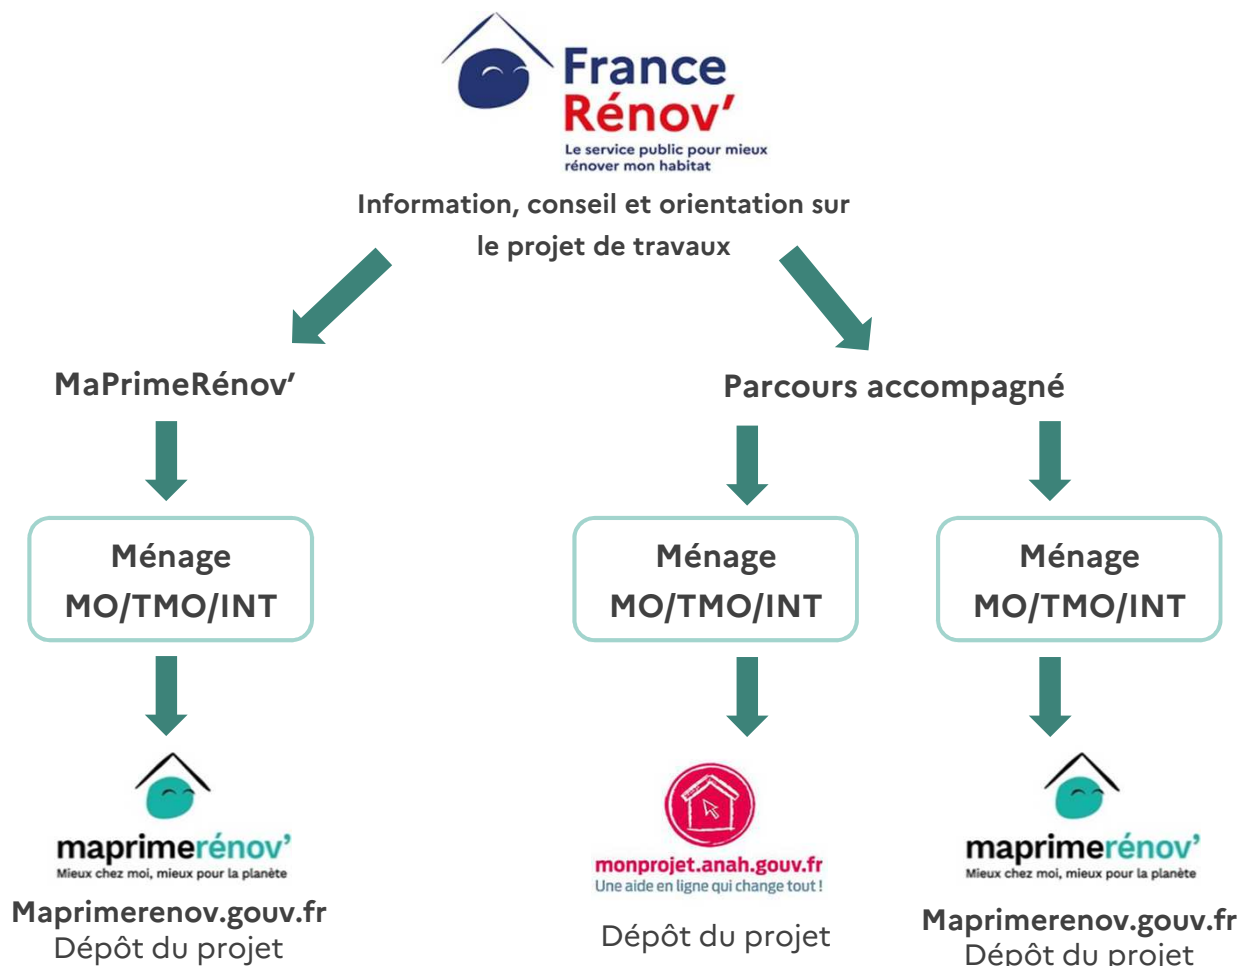 France
Rénov’
Le service public pour mieux
rénover mon habitat
Information, conseil et orientation sur
le projet de travaux
MaPrimeRénov’
Parcours accompagné
Ménage
MO/TMO/INT
Ménage
MO/TMO/INT
Ménage
MO/TMO/INT
maprimerénov’
Mieux chez moi, mieux pour la planète
Maprimerenov.gouv.fr
Dépôt du projet
monprojet.anah.gouv.fr
Une aide en ligne qui change tout !
Dépôt du projet
maprimerénov’
Mieux chez moi, mieux pour la planète
Maprimerenov.gouv.fr
Dépôt du projet